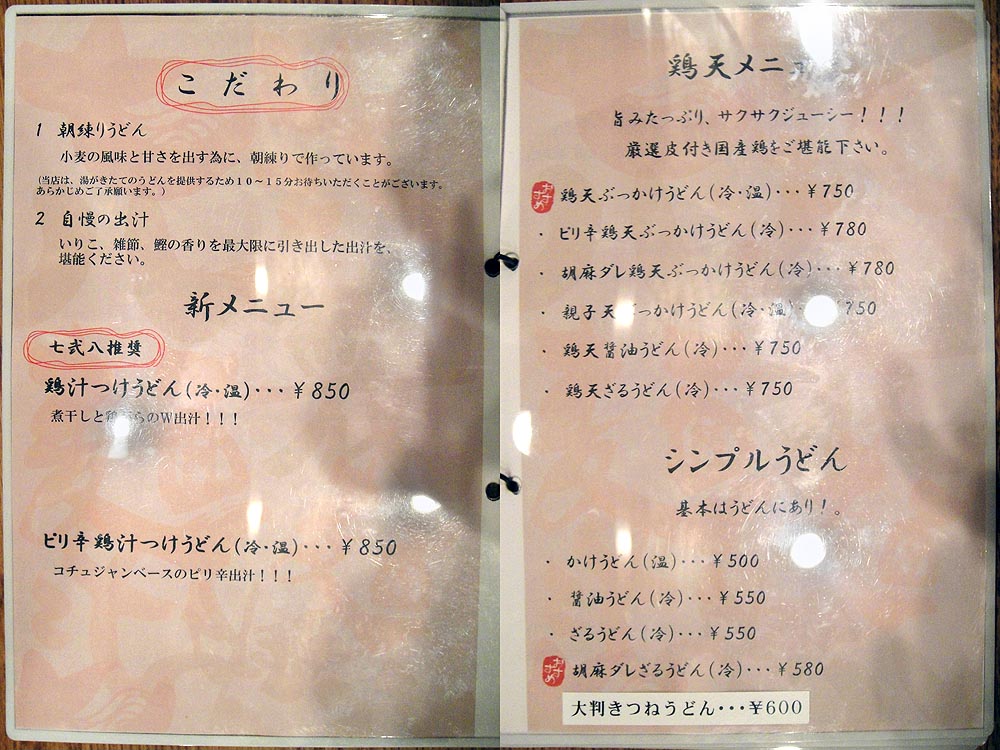 こだわり
1 朝練りうどん
小麦の風味と甘さを出す為に、朝練りで作っています。
(当店は、湯がきたてのうどんを提供するため10～15分お待ちいただくことがございます。
あらかじめご了承願います。)
2 自慢の出汁
いりこ、雑節、鰹の香りを最大限に引き出した出汁を、
堪能ください。
新メニュー
七弐八推奨
鶏汁つけうどん(冷・温)・・・¥850
煮干しと鶏がらのW出汁！！！
ピリ辛鶏汁つけうどん(冷・温)・・・¥850
コチュジャンベースのピリ辛出汁！！！
鶏天メニュー
旨みたっぷり、サクサクジューシー！！！
厳選皮付き国産鶏をご堪能下さい。
おすすめ 鶏天ぶっかけうどん(冷・温)・・・¥750
・ピリ辛鶏天ぶっかけうどん(冷)・・・¥780
・胡麻ダレ鶏天ぶっかけうどん(冷)・・・¥780
・親子天ぶっかけうどん(冷・温)・・・¥750
・鶏天醤油うどん(冷)・・・¥750
・鶏天ざるうどん(冷)・・・¥750
シンプルうどん
基本はうどんにあり！。
・かけうどん(温)・・・¥500
・醤油うどん(冷)・・・¥550
・ざるうどん(冷)・・・¥550
おすすめ 胡麻ダレざるうどん(冷)・・・¥580
大判きつねうどん・・・¥600